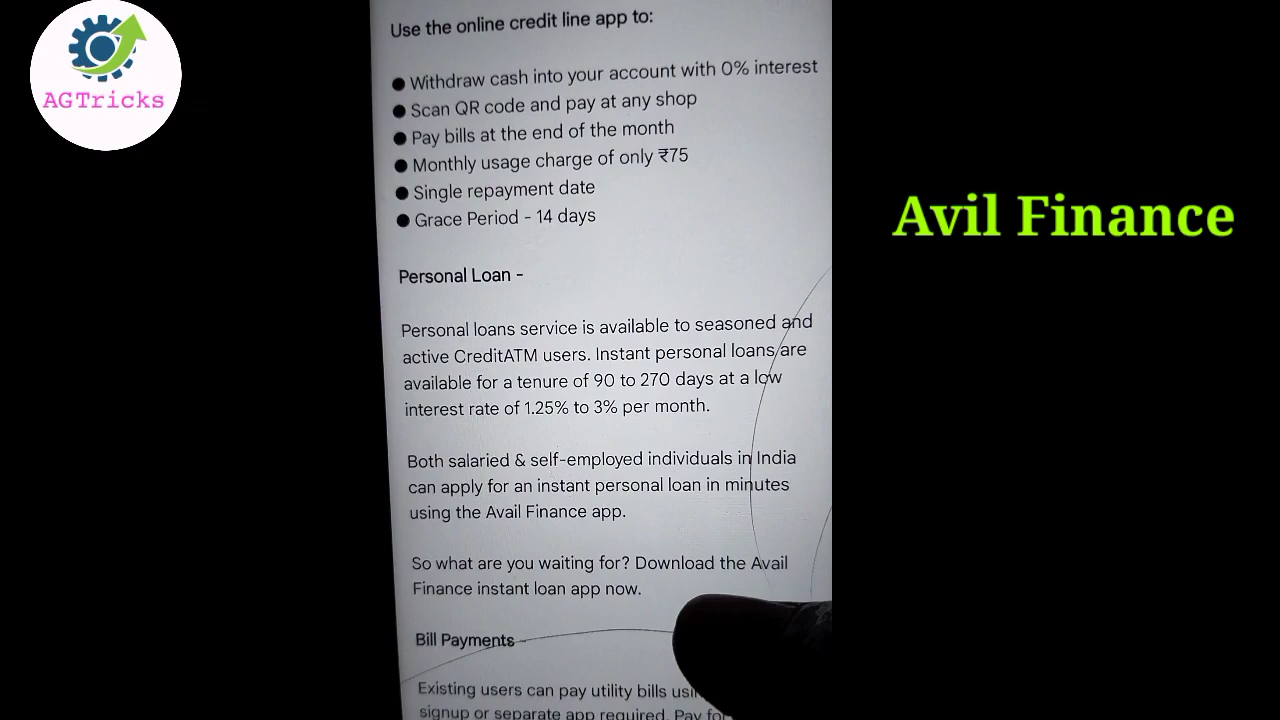 AGTricks
Use the online credit line app to:
● Withdraw cash into your account with 0% interest
● Scan QR code and pay at any shop
● Pay bills at the end of the month
● Monthly usage charge of only ₹75
● Single repayment date
● Grace Period - 14 days
Avil Finance
Personal Loan -
Personal loans service is available to seasoned and
active CreditATM users. Instant personal loans are
available for a tenure of 90 to 270 days at a low
interest rate of 1.25% to 3% per month.
Both salaried & self-employed individuals in India
can apply for an instant personal loan in minutes
using the Avail Finance app.
So what are you waiting for? Download the Avail
Finance instant loan app now.
Bill Payments -
Existing users can pay utility bills
signup or separate app required. Pay